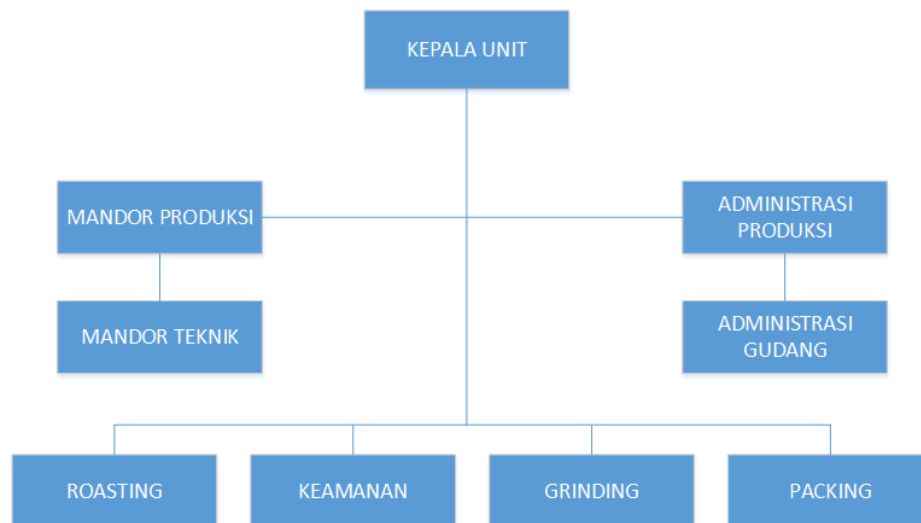 KEPALA UNIT
MANDOR PRODUKSI
ADMINISTRASI
PRODUKSI
MANDOR TEKNIK
ADMINISTRASI
GUDANG
ROASTING
KEAMANAN
GRINDING
PACKING